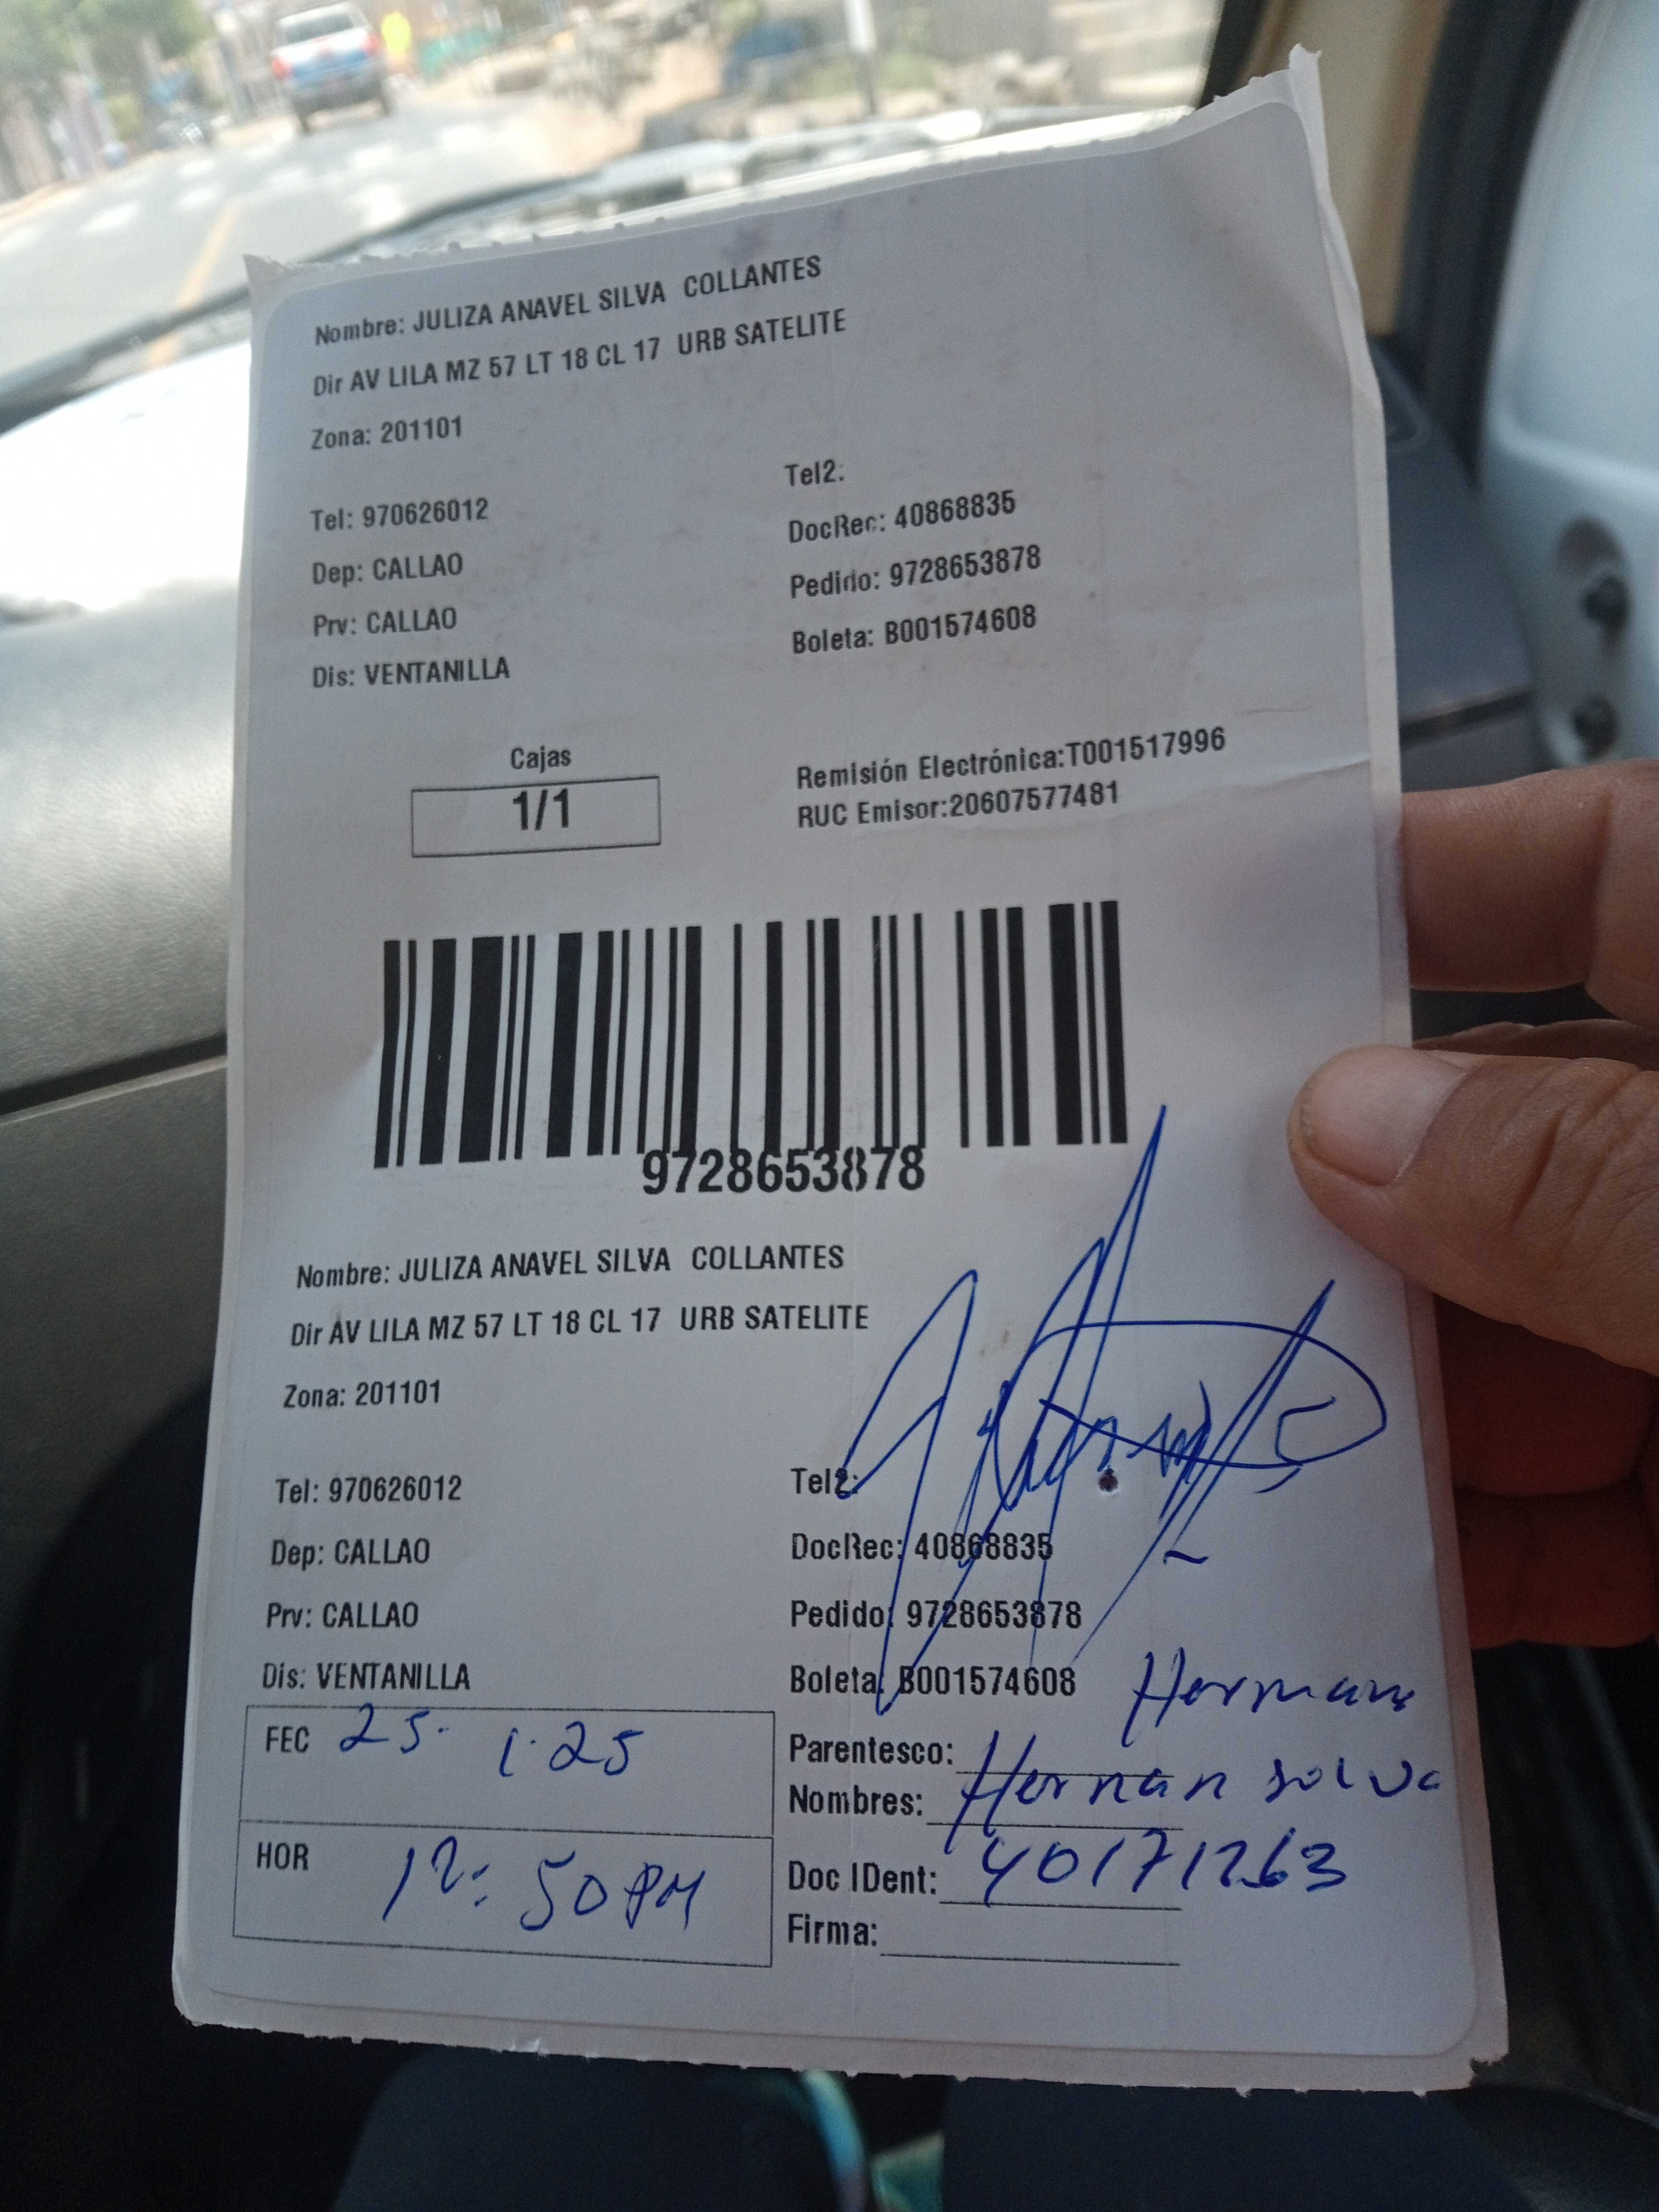 Nombre: JULIZA ANAVEL SILVA COLLANTES
Dir AV LILA MZ 57 LT 18 CL 17 URB SATELITE
Zona: 201101
Tel: 970626012
Dep: CALLAO
Prv: CALLAO
Dis: VENTANILLA
Tel2:
DocRec: 40868835
Pedido: 9728653878
Boleta: B001574608
Cajas
1/1
Remisión Electrónica:T001517996
RUC Emisor:20607577481
9728653878
Nombre: JULIZA ANAVEL SILVA COLLANTES
Dir AV LILA MZ 57 LT 18 CL 17 URB SATELITE
Zona: 201101
Tel: 970626012
Dep: CALLAO
Prv: CALLAO
Dis: VENTANILLA
Tel2:
DocRec: 40868835
Pedido: 9728653878
Boleta: B001574608
FEC 25. 1.25
HOR 12: 50 PM
Parentesco:
Nombres: Hernan
Doc IDent: 40171263
Firma: